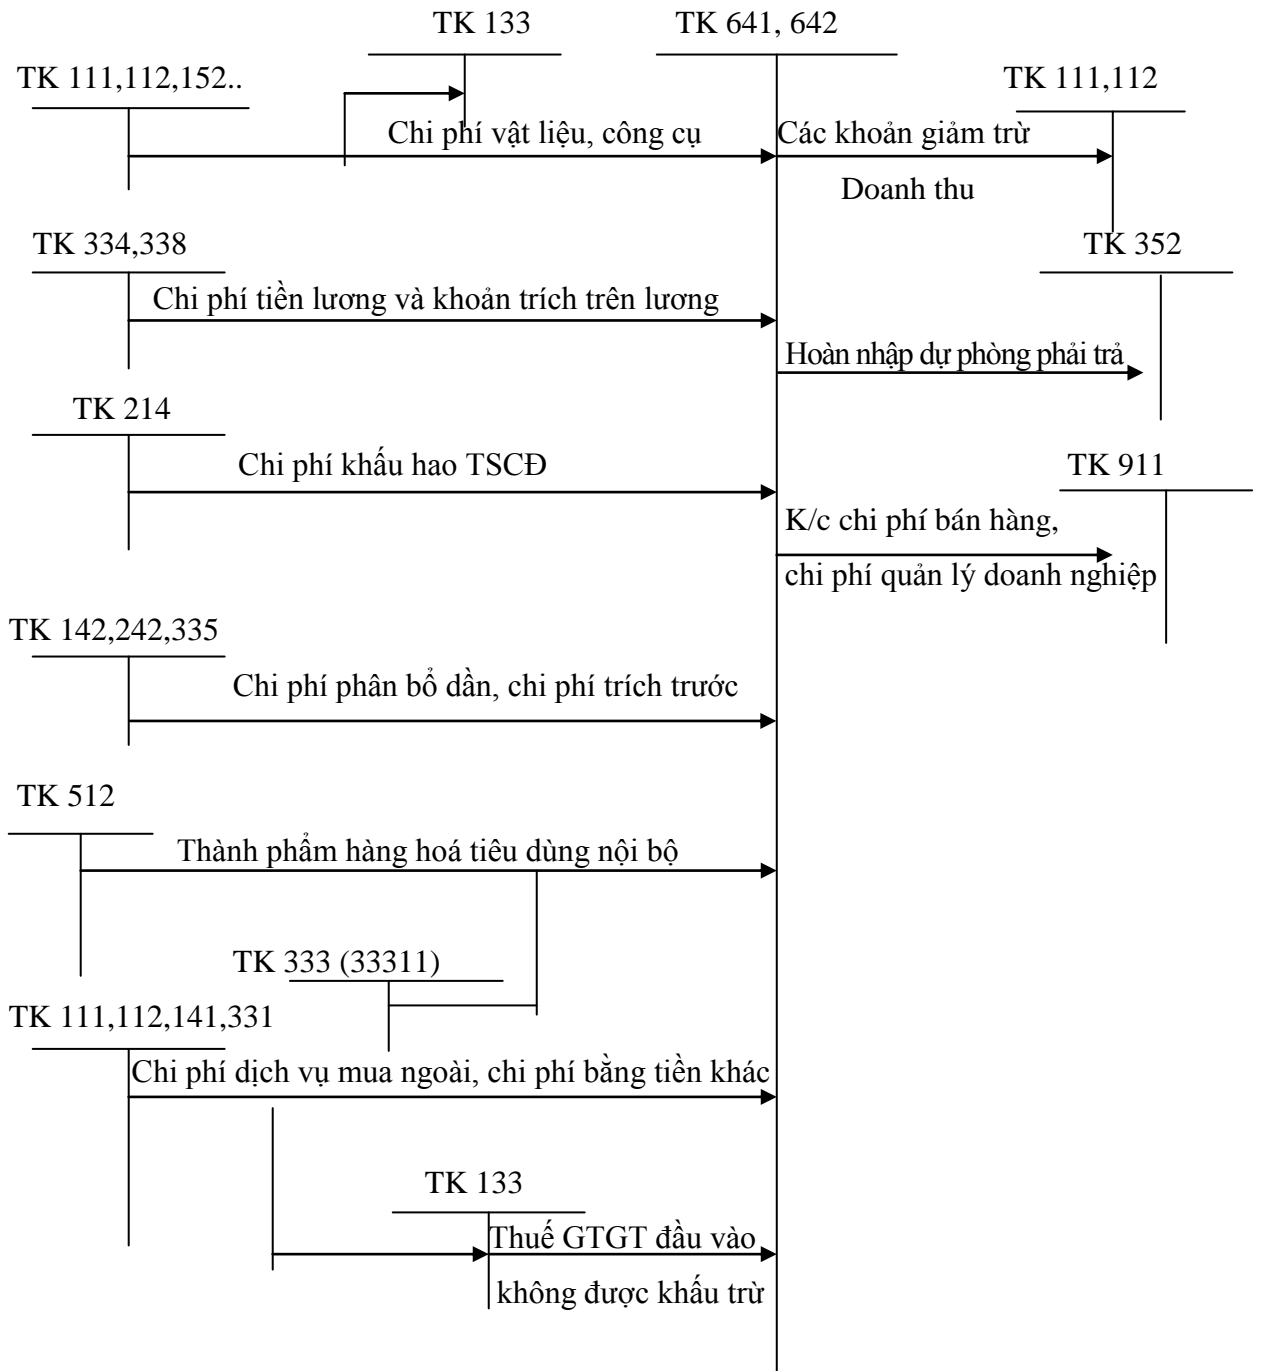 TK 133
TK 641, 642
TK 111,112,152..
TK 111,112
Chi phí vật liệu, công cụ
Các khoản giảm trừ
Doanh thu
TK 334,338
TK 352
Chi phí tiền lương và khoản trích trên lương
Hoàn nhập dự phòng phải trả
TK 214
Chi phí khấu hao TSCĐ
TK 911
K/c chi phí bán hàng,
chi phí quản lý doanh nghiệp
TK 142,242,335
Chi phí phân bổ dần, chi phí trích trước
TK 512
Thành phẩm hàng hoá tiêu dùng nội bộ
TK 333 (33311)
TK 111,112,141,331
Chi phí dịch vụ mua ngoài, chi phí bằng tiền khác
TK 133
Thuế GTGT đầu vào
không được khấu trừ